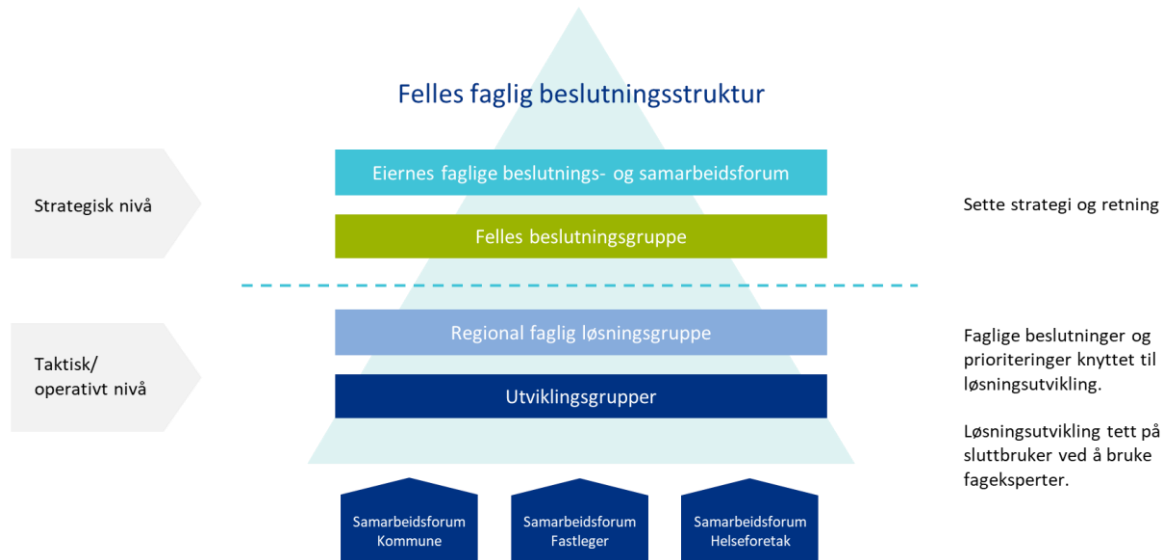 Felles faglig beslutningsstruktur
Strategisk nivå
Eiernes faglige beslutnings- og samarbeidsforum
Felles beslutningsgruppe
Sette strategi og retning
Taktisk/
operativt nivå
Regional faglig løsningsgruppe
Utviklingsgrupper
Faglige beslutninger og
prioriteringer knyttet til
løsningsutvikling.
Løsningsutvikling tett på
sluttbruker ved å bruke
fageksperter.
Samarbeidsforum
Kommune
Samarbeidsforum
Fastleger
Samarbeidsforum
Helseforetak